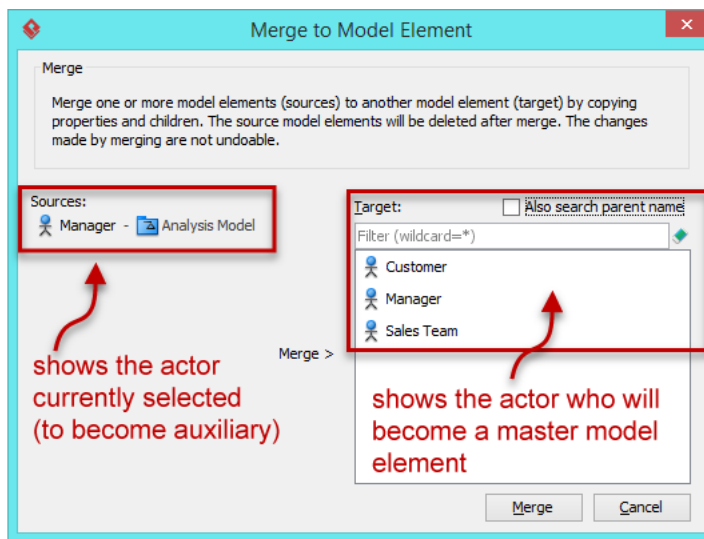 Merge to Model Element
Merge
Merge one or more model elements (sources) to another model element (target) by copying
properties and children. The source model elements will be deleted after merge. The changes
made by merging are not undoable.
Sources:
Manager - Analysis Model
Target:
Also search parent name
Filter (wildcard=*)
Customer
Manager
Sales Team
Merge >
shows the actor
currently selected
(to become auxiliary)
shows the actor who will
become a master model
element
Merge
Cancel